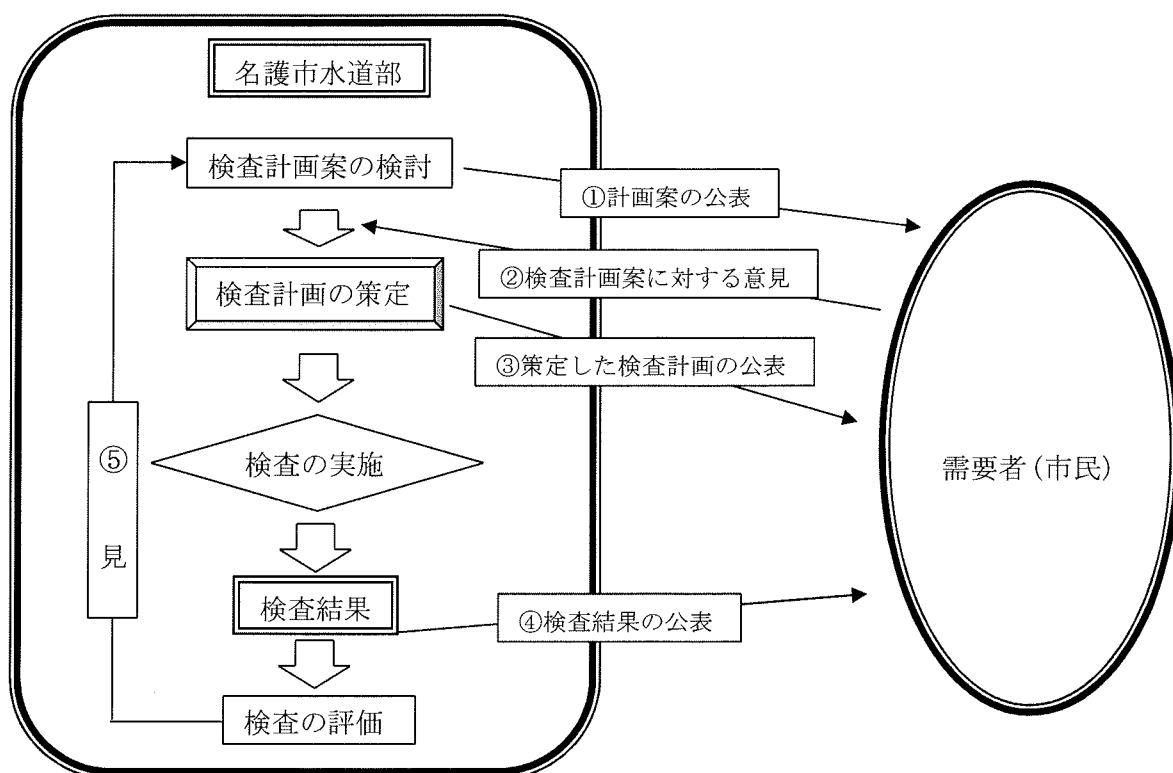 名護市水道部
検査計画案の検討
①計画案の公表
②検査計画案に対する意見
検査計画の策定
③策定した検査計画の公表
検査の実施
⑤
見
需要者(市民)
検査結果
④検査結果の公表
検査の評価